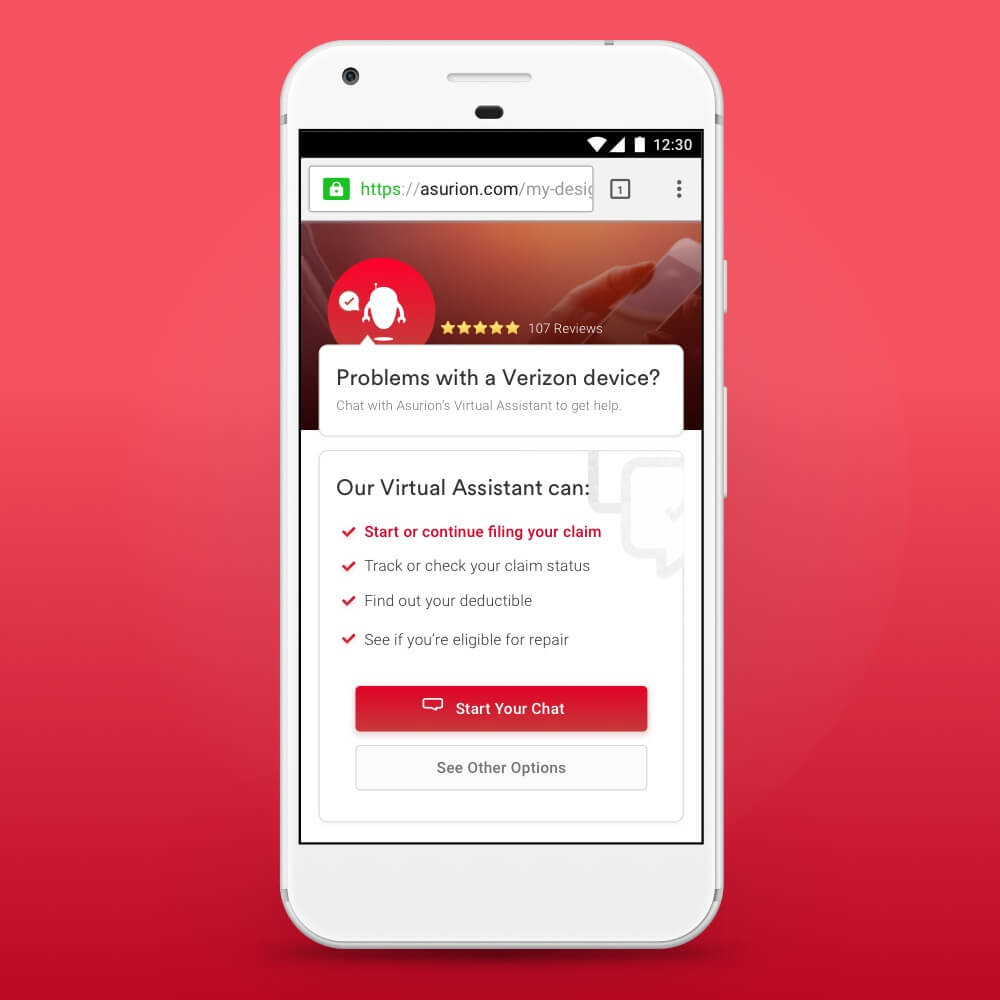 12:30
https://asurion.com/my-desig
1
107 Reviews
Problems with a Verizon device?
Chat with Asurion's Virtual Assistant to get help.
Our Virtual Assistant can:
Start or continue filing your claim
Track or check your claim status
Find out your deductible
See if you're eligible for repair
Start Your Chat
See Other Options